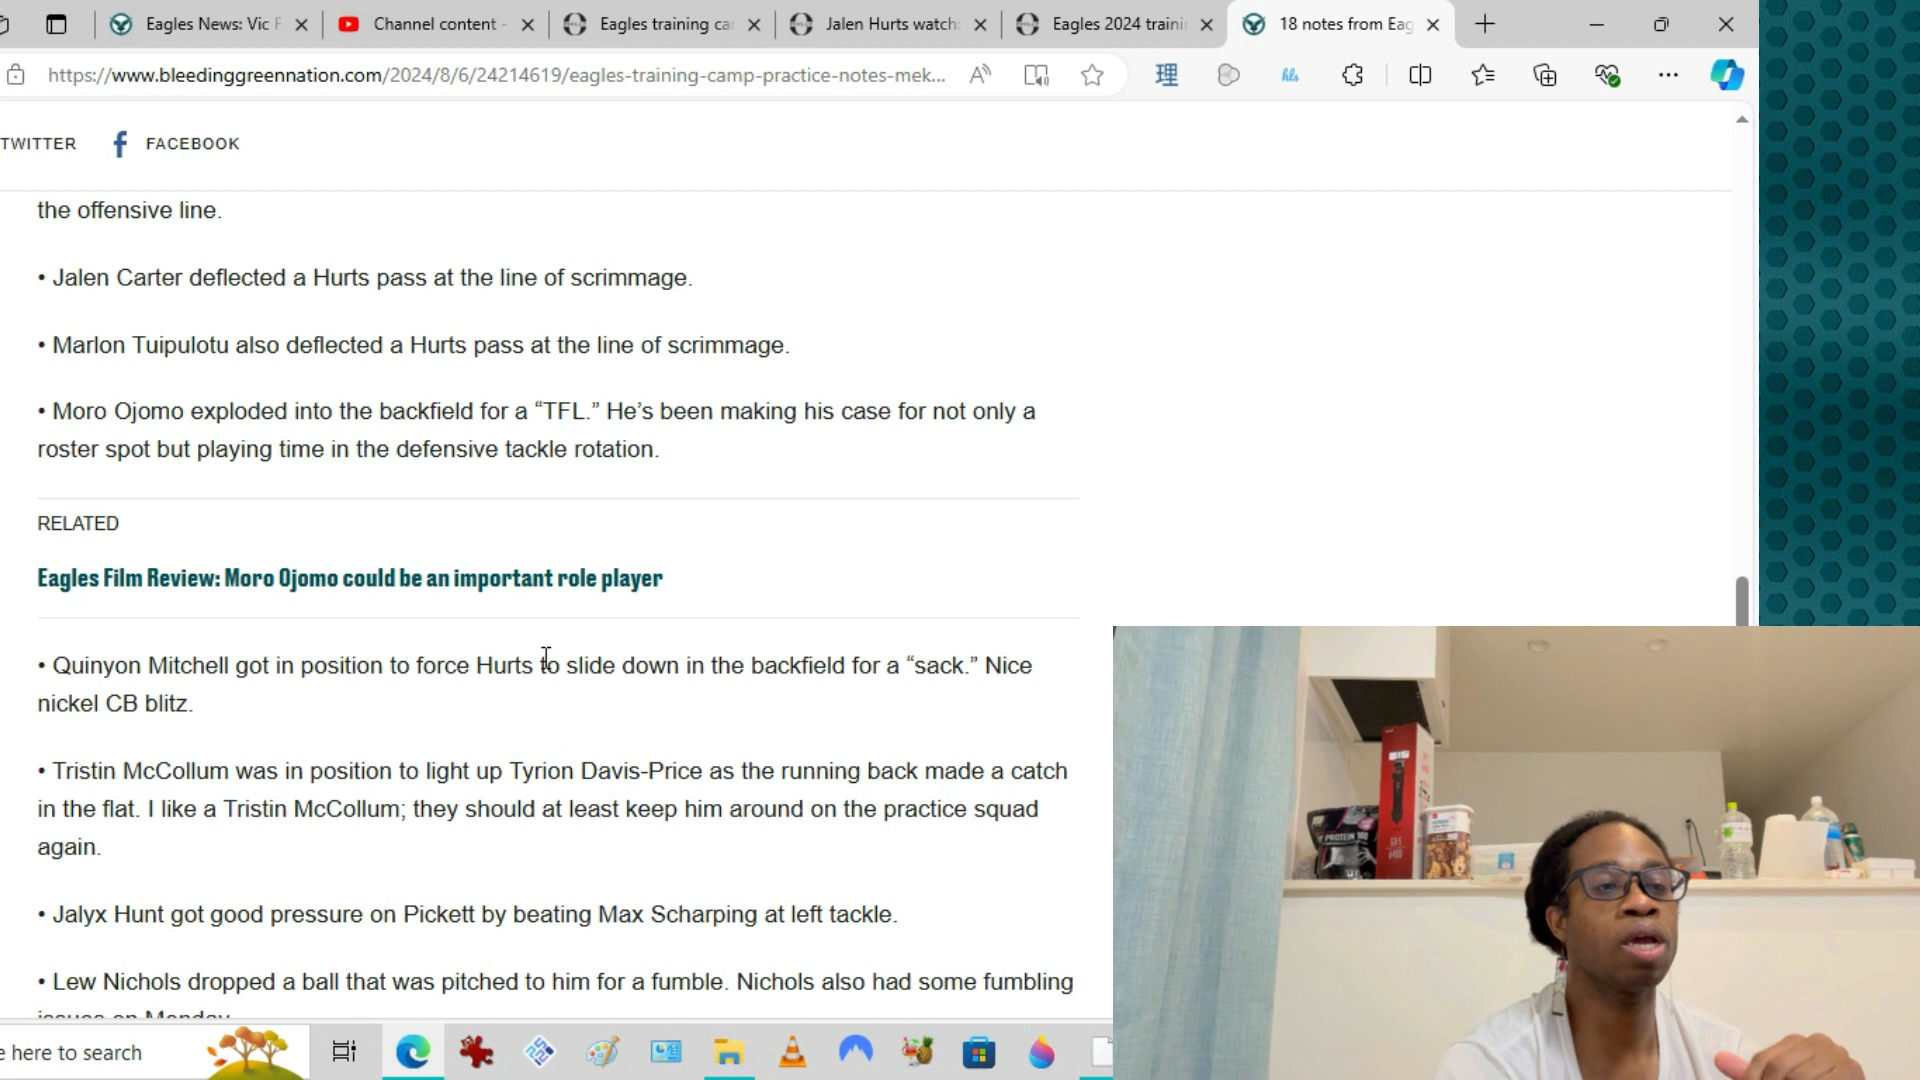 Eagles News: Vic F
Channel content -
Eagles training ca
Jalen Hurts watch
Eagles 2024 traini
18 notes from Eag
https://www.bleedinggreennation.com/2024/8/6/24214619/eagles-training-camp-practice-notes-mek...
理
hls
TWITTER
FACEBOOK
the offensive line.
• Jalen Carter deflected a Hurts pass at the line of scrimmage.
• Marlon Tuipulotu also deflected a Hurts pass at the line of scrimmage.
• Moro Ojomo exploded into the backfield for a “TFL.” He’s been making his case for not only a
roster spot but playing time in the defensive tackle rotation.
RELATED
Eagles Film Review: Moro Ojomo could be an important role player
• Quinyon Mitchell got in position to force Hurts to slide down in the backfield for a “sack.” Nice
nickel CB blitz.
• Tristin McCollum was in position to light up Tyrion Davis-Price as the running back made a catch
in the flat. I like a Tristin McCollum; they should at least keep him around on the practice squad
again.
• Jalyx Hunt got good pressure on Pickett by beating Max Scharping at left tackle.
• Lew Nichols dropped a ball that was pitched to him for a fumble. Nichols also had some fumbling
issues on Monday.
e here to search
PROTEIN